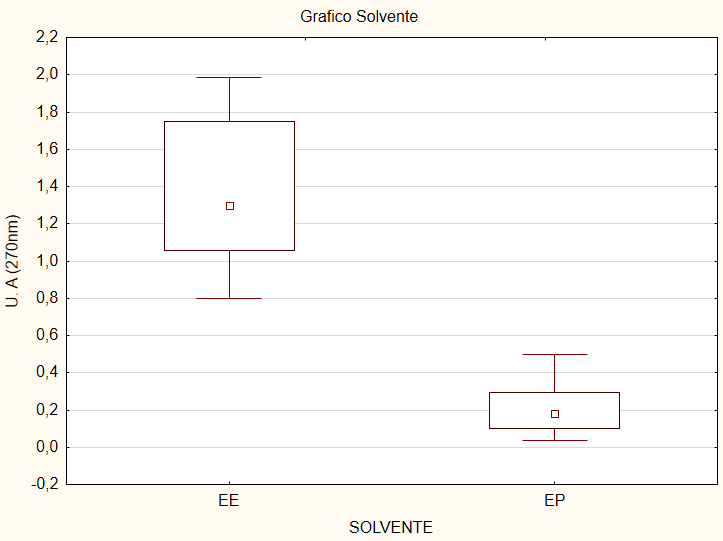 Grafico Solvente
2,2
2,0
1,8
1,6
1,4
1,2
1,0
0,8
0,6
0,4
0,2
0,0
-0,2
U. A (270nm)
EE
EP
SOLVENTE